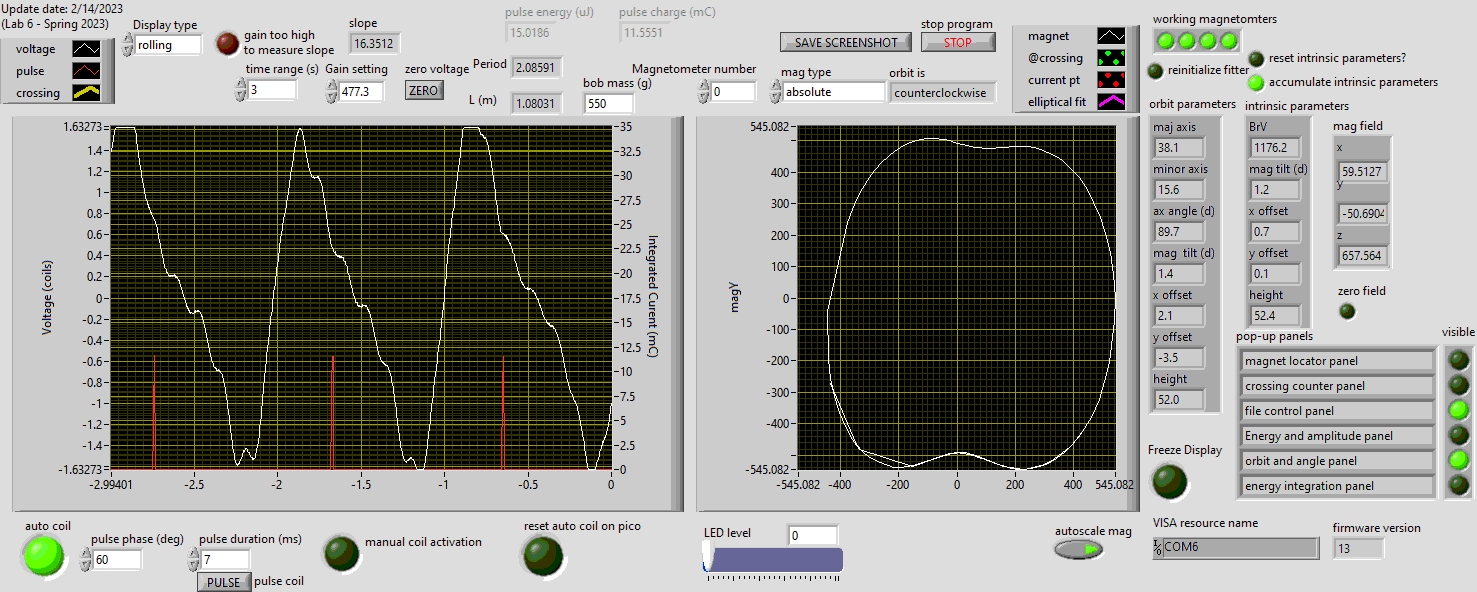 Update date: 2/14/2023
(Lab 6 - Spring 2023)
voltage
pulse
crossing
Display type
rolling
gain too high
to measure slope
slope
16.3512
time range (s)
3
Gain setting
477.3
zero voltage
ZERO
pulse energy (uJ)
15.0186
pulse charge (mC)
11.5551
Period
2.08591
L (m)
1.08031
bob mass (g)
550
Magnetometer number
0
SAVE SCREENSHOT
stop program
STOP
mag type
absolute
orbit is
counterclockwise
magnet
@crossing
current pt
elliptical fit
working magnetomters
reinitialize fitter
reset intrinsic parameters?
accumulate intrinsic parameters
orbit parameters
maj axis
38.1
minor axis
15.6
ax angle (d)
89.7
mag tilt (d)
1.4
x offset
2.1
y offset
-3.5
height
52.0
intrinsic parameters
BrV
1176.2
mag tilt (d)
1.2
x offset
0.7
y offset
0.1
height
52.4
mag field
x
59.5127
y
-50.6904
z
657.564
zero field
Voltage (coils)
1.63273
1.4
1.2
1
0.8
0.6
0.4
0.2
0
-0.2
-0.4
-0.6
-0.8
-1
-1.2
-1.4
-1.63273
-2.99401 -2.5 -2 -1.5 -1 -0.5 0
35
32.5
30
27.5
25
22.5
20
17.5
15
12.5
10
7.5
5
2.5
0
Integrated Current (mC)
magY
545.082
400
300
200
100
0
-100
-200
-300
-400
-545.082
-545.082 -400 -200 0 200 400 545.082
pop-up panels
visible
magnet locator panel
crossing counter panel
file control panel
Energy and amplitude panel
orbit and angle panel
energy integration panel
Freeze Display
auto coil
pulse phase (deg)
60
pulse duration (ms)
7
PULSE
pulse coil
manual coil activation
reset auto coil on pico
LED level
0
autoscale mag
VISA resource name
COM6
firmware version
13